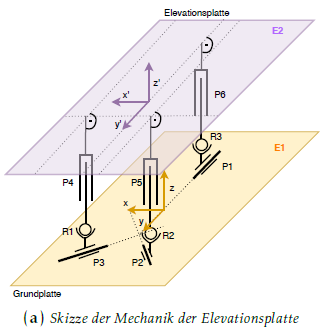 Elevationsplatte
E2
z'
x'
P6
y'
R3
E1
P4
P5
P1
z
x
R1
y
R2
P3
P2
Grundplatte
(a) Skizze der Mechanik der Elevationsplatte